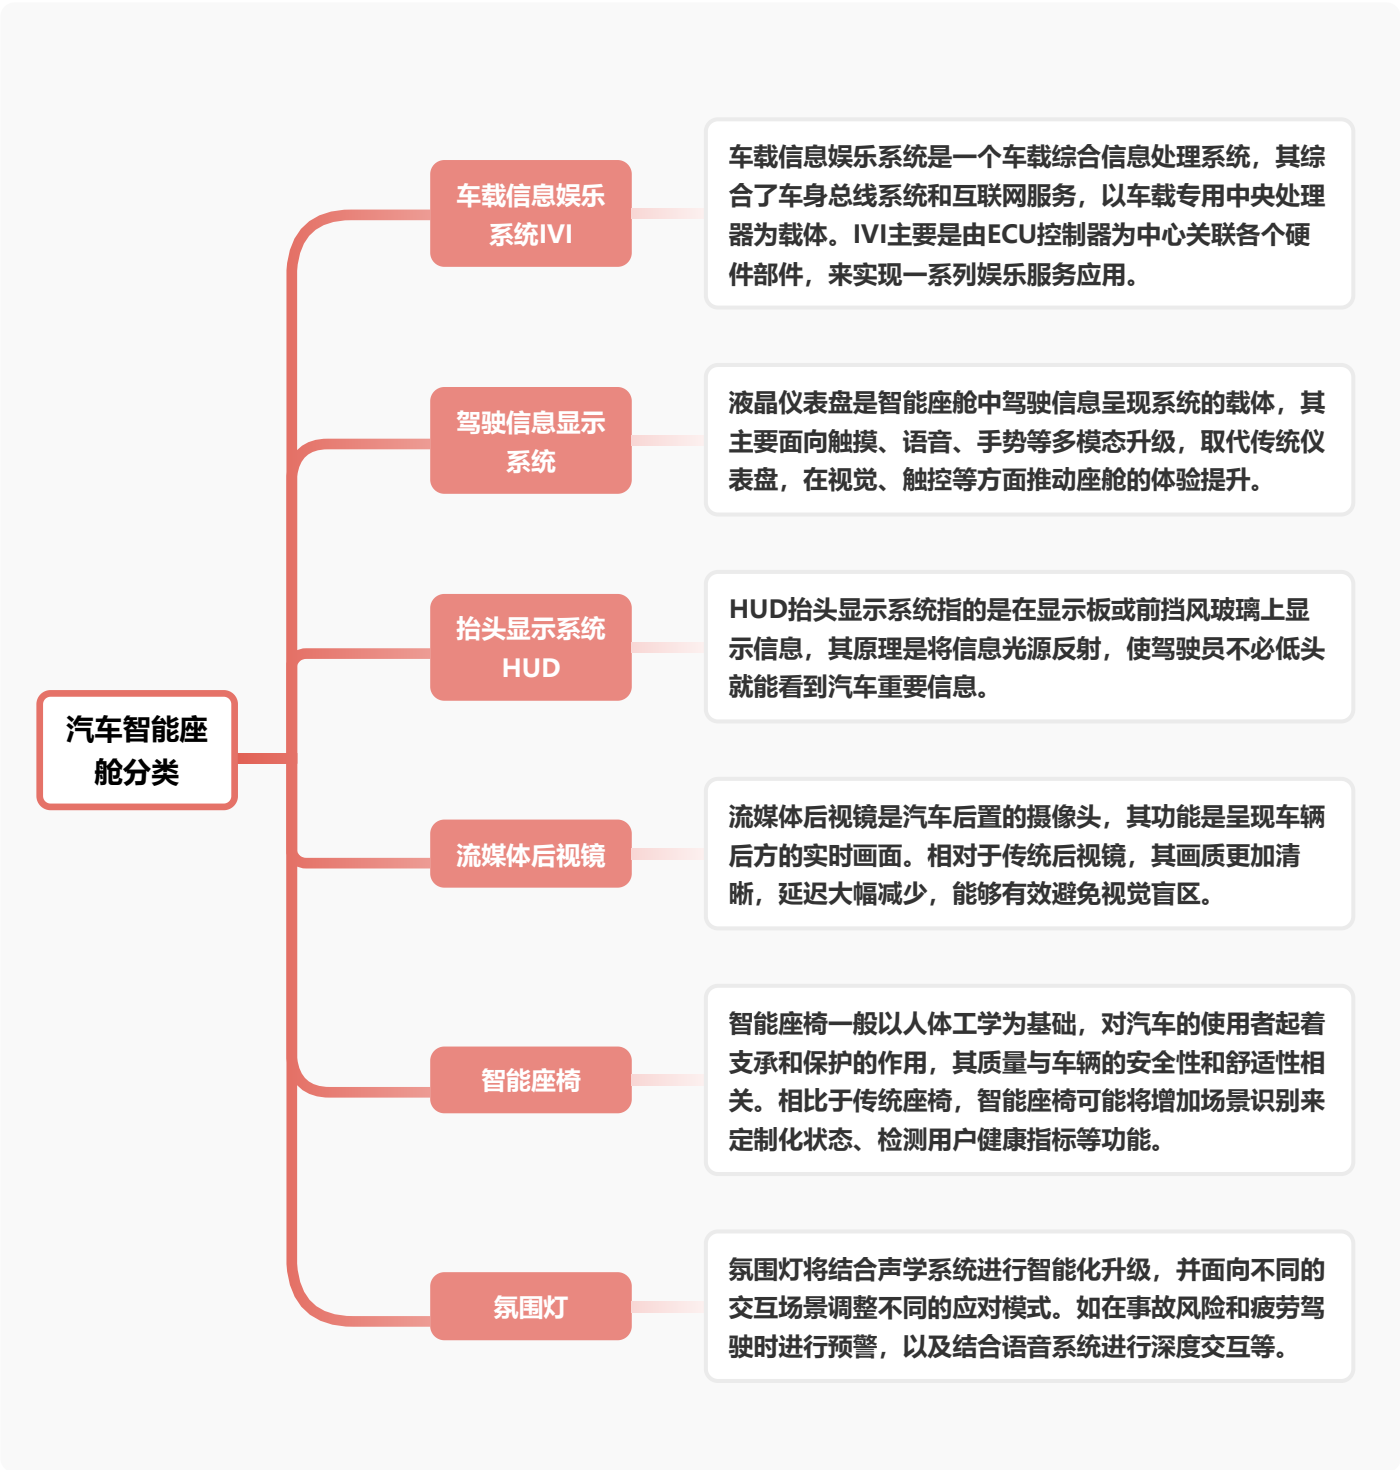 汽车智能座
舱分类
车载信息娱乐
系统IVI
车载信息娱乐系统是一个车载综合信息处理系统，其综
合了车身总线系统和互联网服务，以车载专用中央处理
器为载体。IVI主要是由ECU控制器为中心关联各个硬
件部件，来实现一系列娱乐服务应用。
驾驶信息显示
系统
液晶仪表盘是智能座舱中驾驶信息呈现系统的载体，其
主要面向触摸、语音、手势等多模态升级，取代传统仪
表盘，在视觉、触控等方面推动座舱的体验提升。
抬头显示系统
HUD
HUD抬头显示系统指的是在显示板或前挡风玻璃上显
示信息，其原理是将信息光源反射，使驾驶员不必低头
就能看到汽车重要信息。
流媒体后视镜
流媒体后视镜是汽车后置的摄像头，其功能是呈现车辆
后方的实时画面。相对于传统后视镜，其画质更加清
晰，延迟大幅减少，能够有效避免视觉盲区。
智能座椅
智能座椅一般以人体工学为基础，对汽车的使用者起着
支承和保护的作用，其质量与车辆的安全性和舒适性相
关。相比于传统座椅，智能座椅可能将增加场景识别来
定制化状态、检测用户健康指标等功能。
氛围灯
氛围灯将结合声学系统进行智能化升级，并面向不同的
交互场景调整不同的应对模式。如在事故风险和疲劳驾
驶时进行预警，以及结合语音系统进行深度交互等。